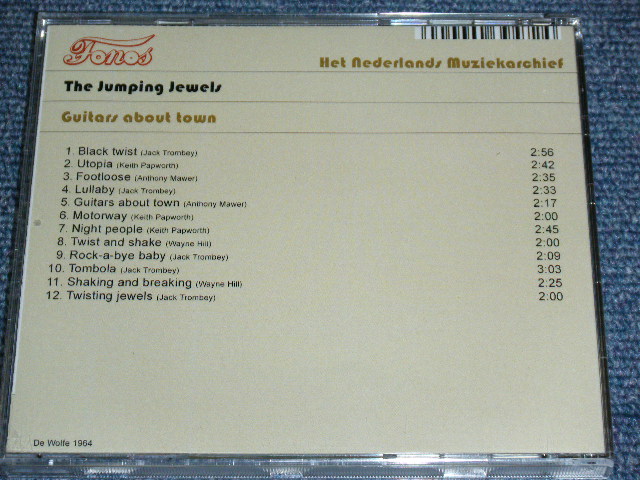 Fonos
Het Nederlands Muziekarchief
The Jumping Jewels
Guitars about town
1. Black twist (Jack Trombey) 2:56
2. Utopia (Keith Papworth) 2:42
3. Footloose (Anthony Mawer) 2:35
4. Lullaby (Jack Trombey) 2:33
5. Guitars about town (Anthony Mawer) 2:17
6. Motorway (Keith Papworth) 2:00
7. Night people (Keith Papworth) 2:45
8. Twist and shake (Wayne Hill) 2:00
9. Rock-a-bye baby (Jack Trombey) 2:09
10. Tombola (Jack Trombey) 3:03
11. Shaking and breaking (Wayne Hill) 2:25
12. Twisting jewels (Jack Trombey) 2:00
De Wolfe 1964